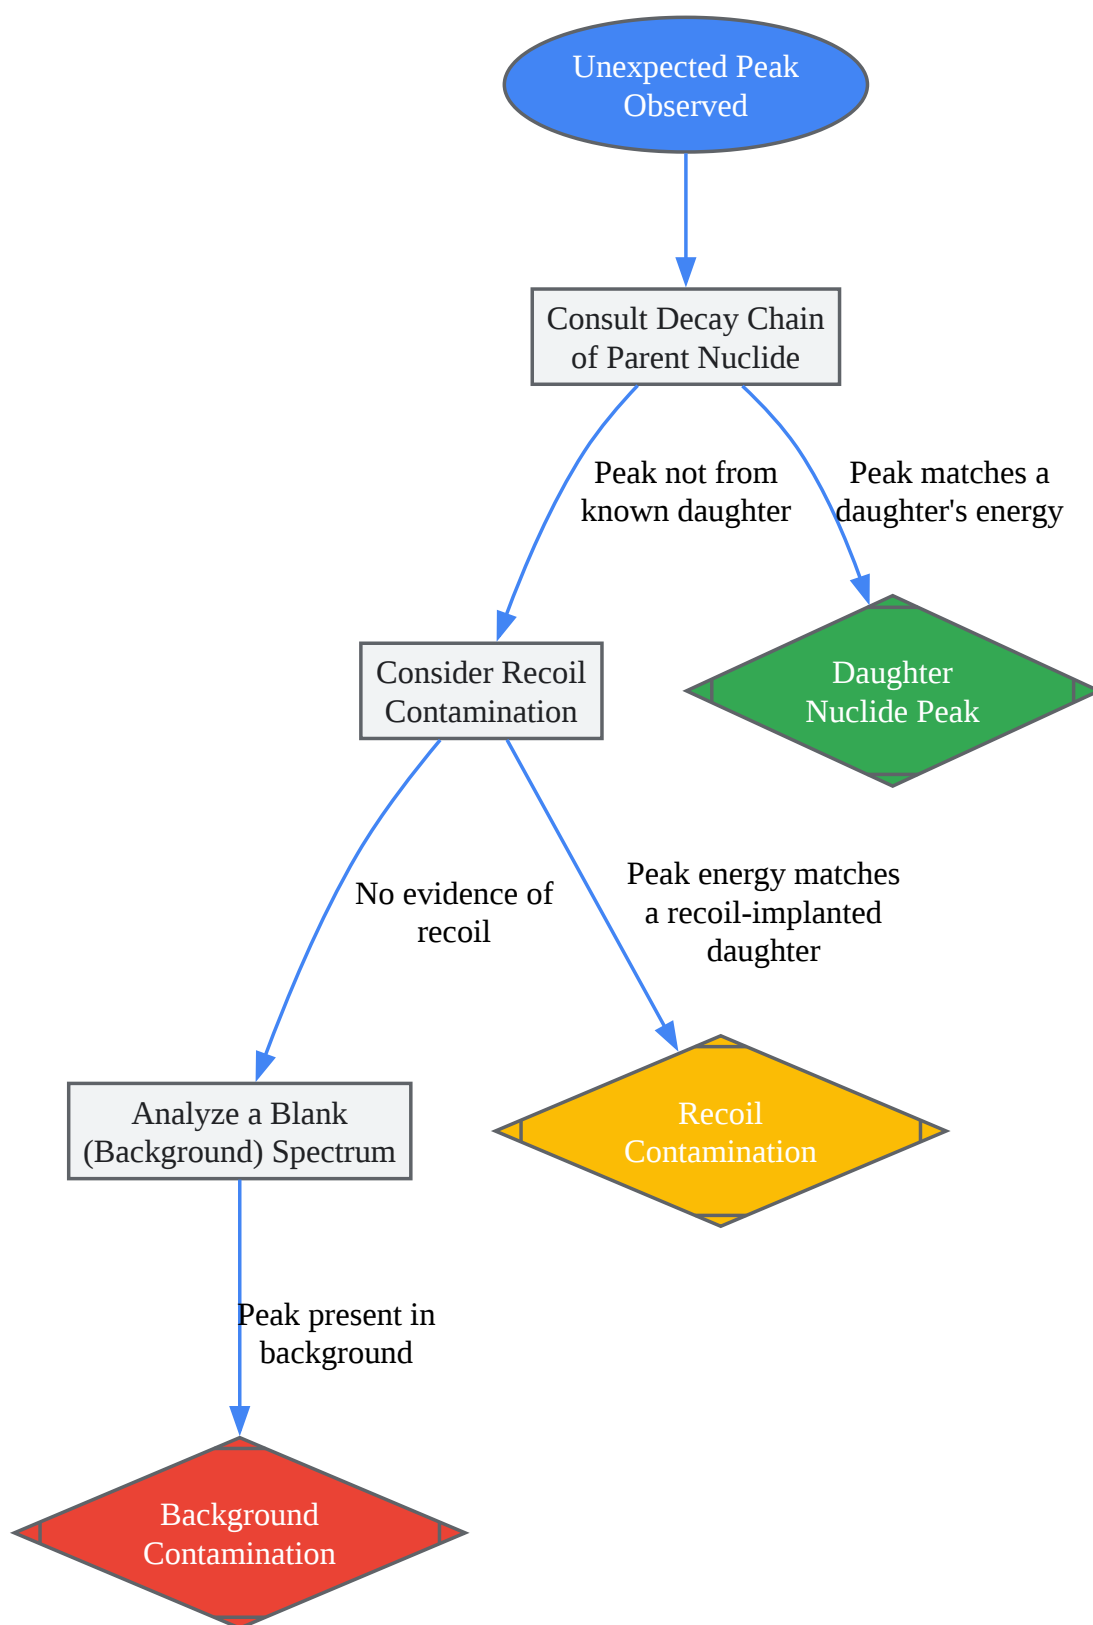 Unexpected Peak
Observed
Consult Decay Chain
of Parent Nuclide
Peak not from
known daughter
Peak matches a
daughter's energy
Consider Recoil
Contamination
Daughter
Nuclide Peak
No evidence of
recoil
Peak energy matches
a recoil-implanted
daughter
Analyze a Blank
(Background) Spectrum
Recoil
Contamination
Peak present in
background
Background
Contamination